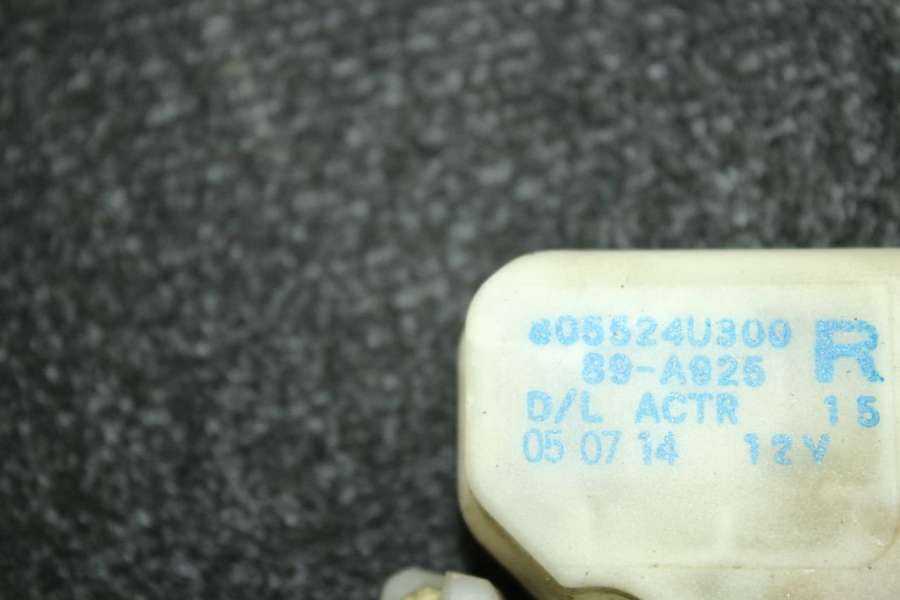 805524U300 R
89-A925
D/L ACTR 15
05 07 14 12V